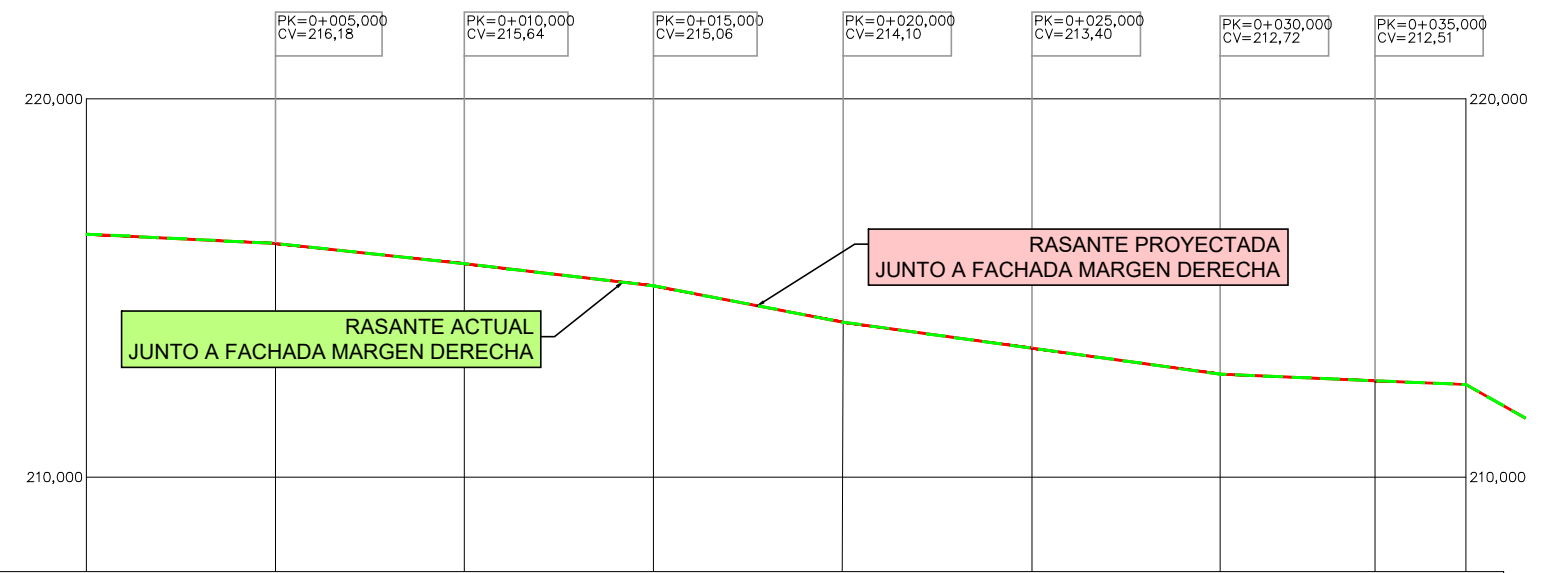 PK=0+005,000
CV=216,18
PK=0+010,000
CV=215,64
PK=0+015,000
CV=215,06
PK=0+020,000
CV=214,10
PK=0+025,000
CV=213,40
PK=0+030,000
CV=212,72
PK=0+035,000
CV=212,51
220,000
220,000
RASANTE PROYECTADA
JUNTO A FACHADA MARGEN DERECHA
RASANTE ACTUAL
JUNTO A FACHADA MARGEN DERECHA
210,000
210,000